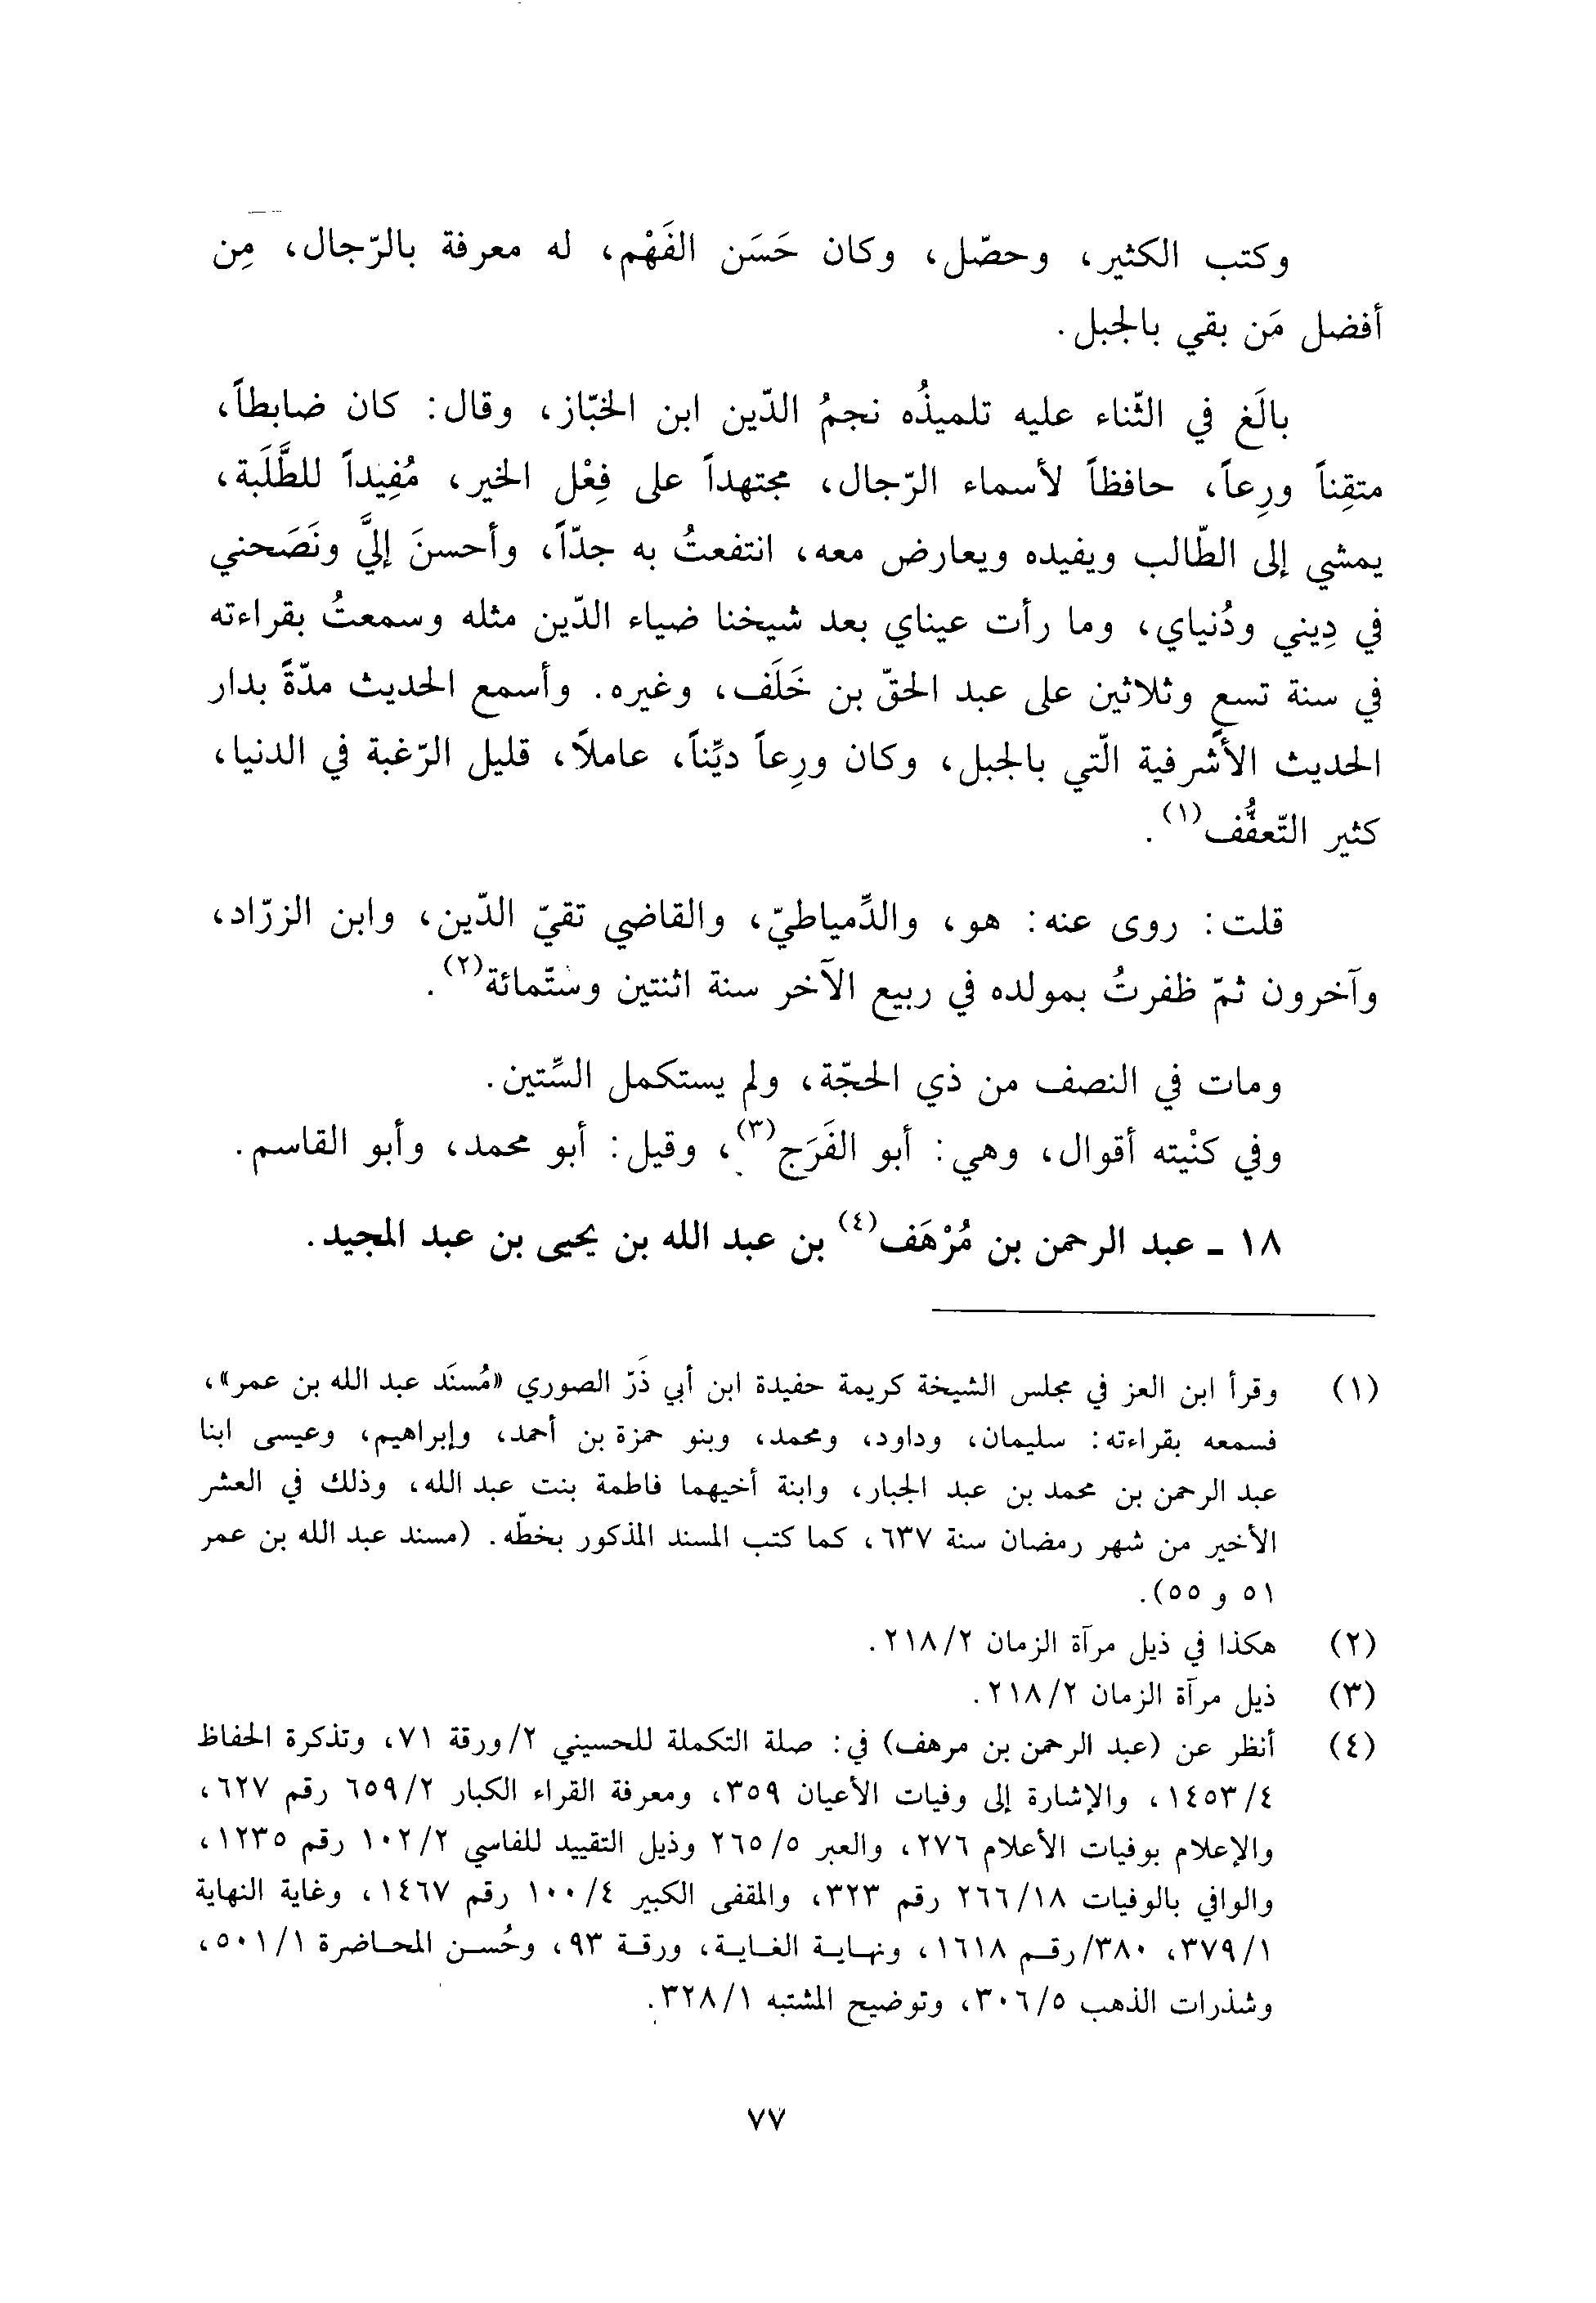 وكتب الكثير، وحصّل، وكان حَسَن الفَهْم، له معرفة بالرّجال، مِن
أفضل مَن بقي بالجبل.
بالَغ في الثّناء عليه تلميذُه نجمُ الدّين ابن الخبّاز، وقال: كان ضابطاً،
متقِناً ورِعاً، حافظاً لأسماء الرّجال، مجتهداً على فِعْل الخير، مُفِيداً للطَّلَبة،
يمشي إلى الطّالب ويفيده ويعارض معه، انتفعتُ به جدّاً، وأحسنَ إليَّ ونَصَحني
في دِيني ودُنياي، وما رأت عيناي بعد شيخنا ضياء الدّين مثله وسمعتُ بقراءته
في سنة تسعٍ وثلاثين على عبد الحقّ بن خَلَف، وغيره. وأسمع الحديث مدّةً بدار
الحديث الأشرفية الّتي بالجبل، وكان ورِعاً ديِّناً، عاملاً، قليل الرّغبة في الدنيا،
كثير التّعفُّف(١).
قلت: روى عنه: هو، والدِّمياطيّ، والقاضي تقيّ الدّين، وابن الزرّاد،
وآخرون ثمّ ظفرتُ بمولده في ربيع الآخر سنة اثنتين وستّمائة(٢).
ومات في النصف من ذي الحجّة، ولم يستكمل السِّتين.
وفي كنْيته أقوال، وهي: أبو الفَرَج(٣)، وقيل: أبو محمد، وأبو القاسم.
١٨ ـ عبد الرحمن بن مُرْهَف(٤) بن عبد الله بن يحيى بن عبد المجيد.
(١) وقرأ ابن العز في مجلس الشيخة كريمة حفيدة ابن أبي ذَرّ الصوري «مُسنَد عبد الله بن عمر»،
فسمعه بقراءته: سليمان، وداود، ومحمد، وبنو حمزة بن أحمد، وإبراهيم، وعيسى ابنا
عبد الرحمن بن محمد بن عبد الجبار، وابنة أخيهما فاطمة بنت عبد الله، وذلك في العشر
الأخير من شهر رمضان سنة ٦٣٧، كما كتب المسند المذكور بخطّه. (مسند عبد الله بن عمر
٥١ و ٥٥).
(٢) هكذا في ذيل مرآة الزمان ٢/ ٢١٨.
(٣) ذيل مرآة الزمان ٢/ ٢١٨.
(٤) أنظر عن (عبد الرحمن بن مرهف) في: صلة التكملة للحسيني ٢/ ورقة ٧١، وتذكرة الحفاظ
٤/ ١٤٥٣، والإشارة إلى وفيات الأعيان ٣٥٩، ومعرفة القراء الكبار ٢/ ٦٥٩ رقم ٦٢٧،
والإعلام بوفيات الأعلام ٢٧٦، والعبر ٥/ ٢٦٥ وذيل التقييد للفاسي ٢/ ١٠٢ رقم ١٢٣٥،
والوافي بالوفيات ١٨/ ٢٦٦ رقم ٣٢٣، والمقفى الكبير ٤/ ١٠٠ رقم ١٤٦٧، وغاية النهاية
١/ ٣٧٩، ٣٨٠/ رقم ١٦١٨، ونهاية الغاية، ورقة ٩٣، وحُسن المحاضرة ١/ ٥٠١،
وشذرات الذهب ٥/ ٣٠٦، وتوضيح المشتبه ١/ ٣٢٨.
٧٧